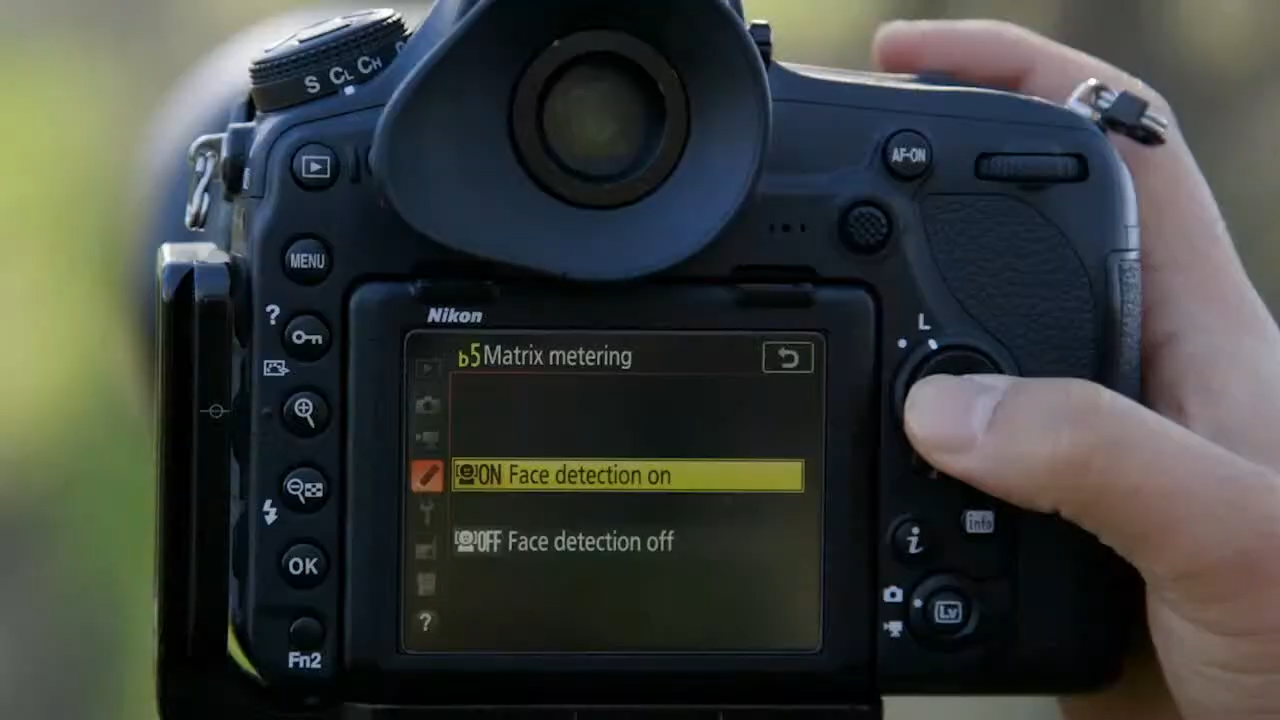 S CL CH
AF-ON
MENU
?
L
Nikon
b5 Matrix metering
ON Face detection on
OFF Face detection off
?
info
i
OK
Lv
Fn2